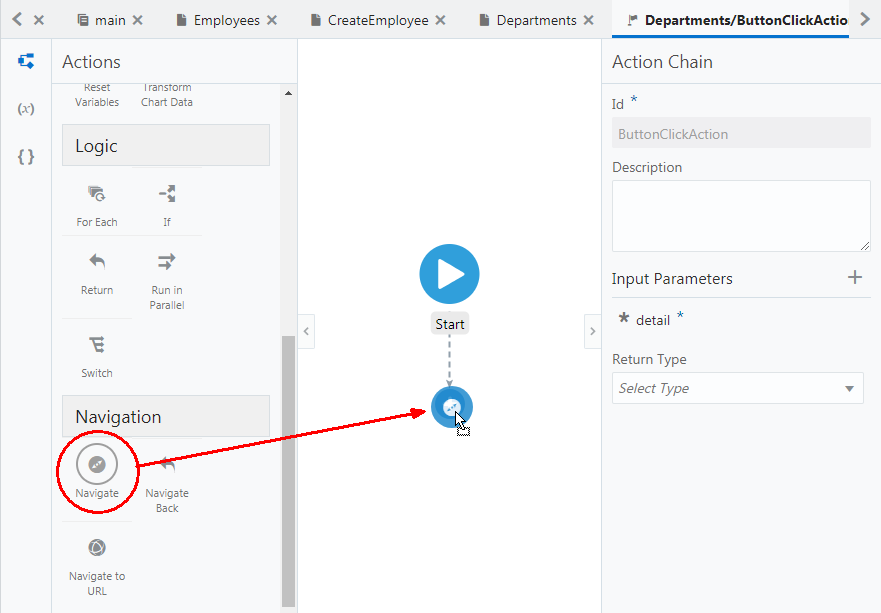 main
Employees
CreateEmployee
Departments
Departments/ButtonClickActio
(x)
{ }
Actions
Reset
Variables
Transform
Chart Data
Logic
For Each
If
Return
Run in
Parallel
Switch
Navigation
Navigate
Navigate
Back
Navigate to
URL
Start
Action Chain
Id *
ButtonClickAction
Description
Input Parameters
* detail *
Return Type
Select Type